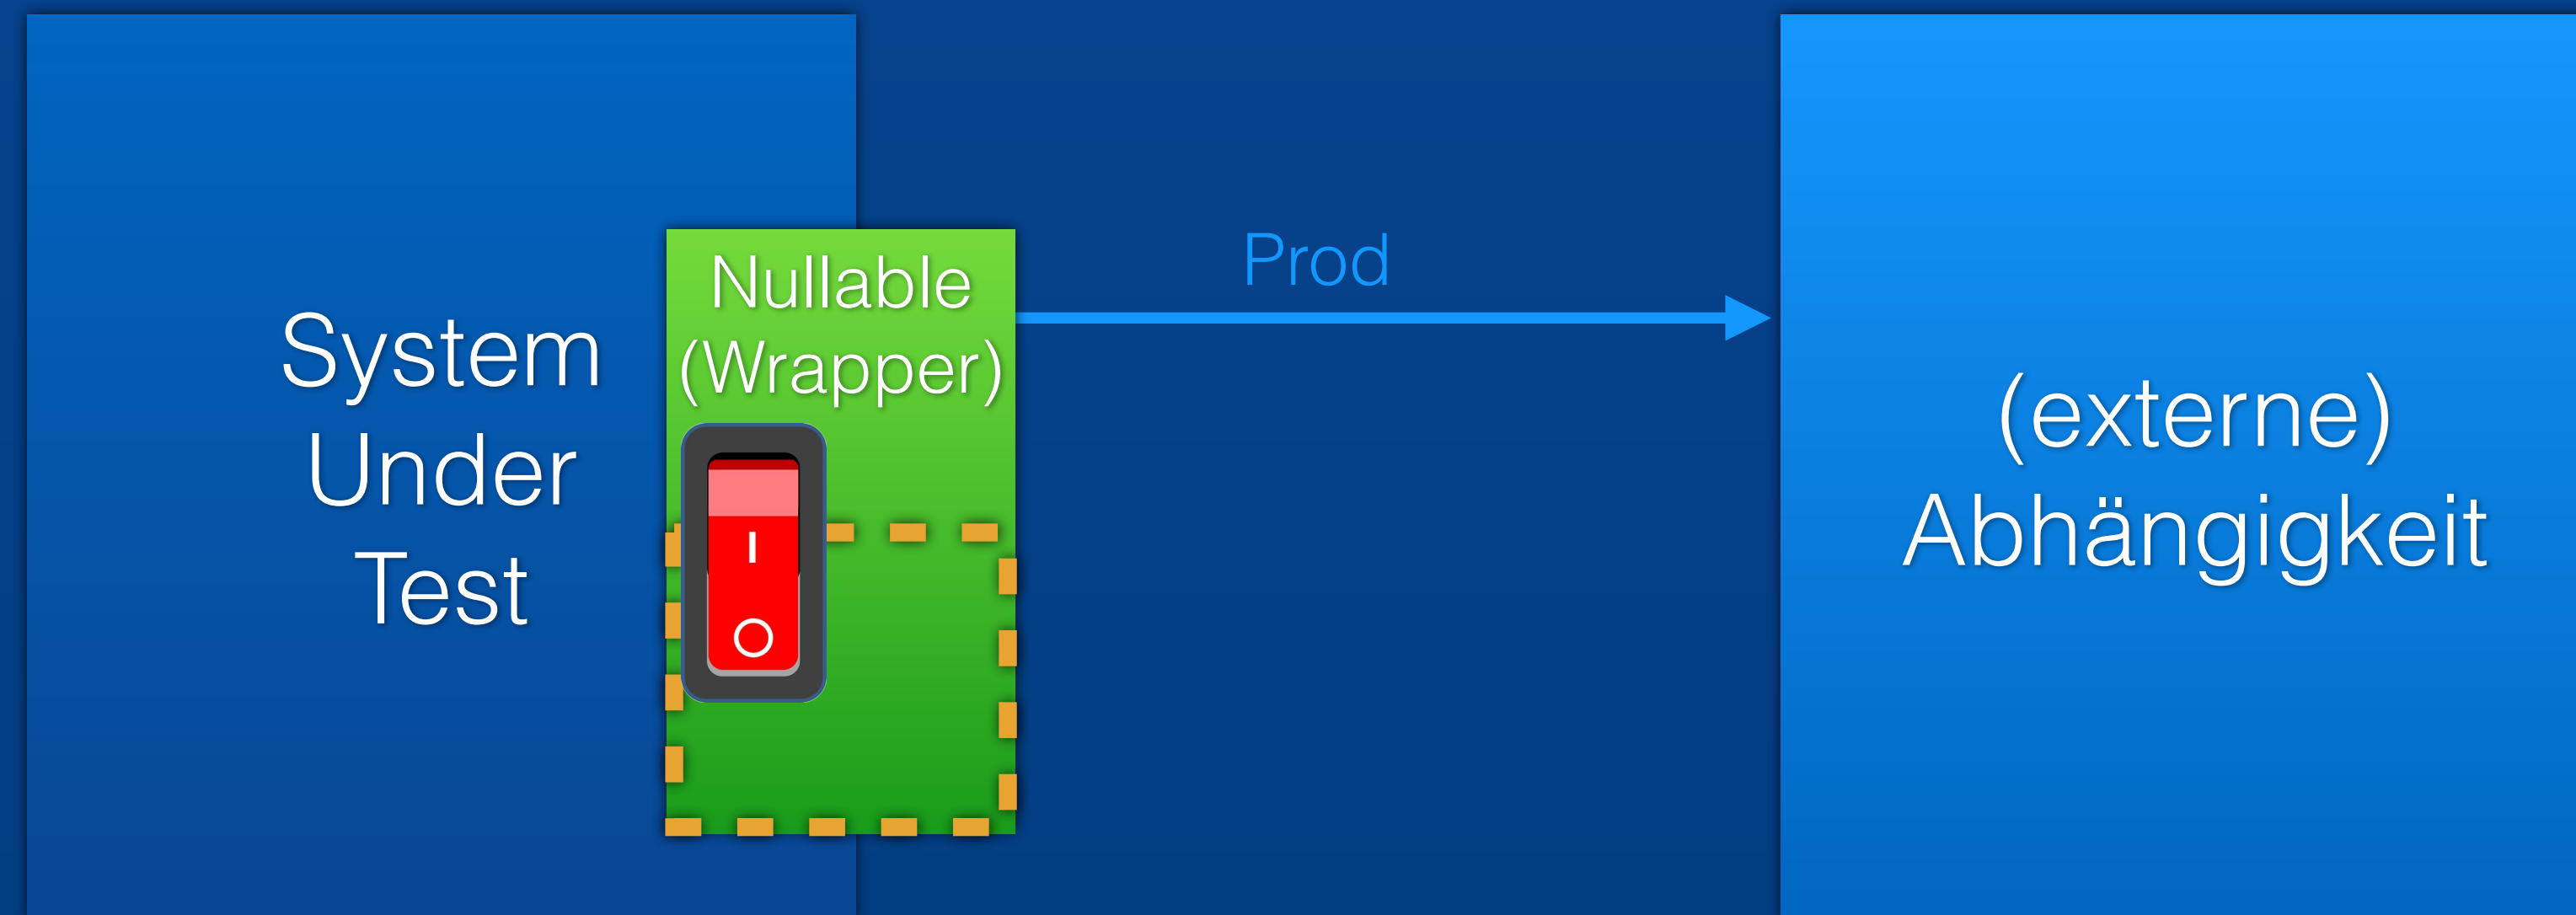 System
Under
Test
Nullable
(Wrapper)
Prod
(externe)
Abhängigkeit